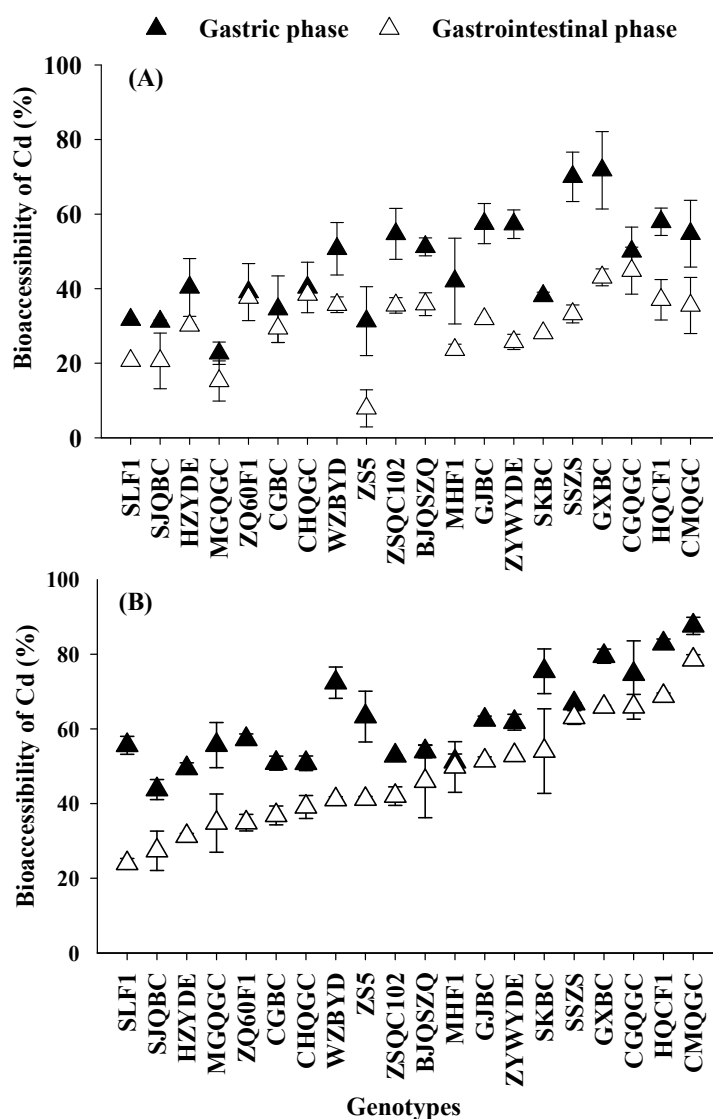 Gastric phase Gastrointestinal phase
(A)
Bioaccessibility of Cd (%)
100
80
60
40
20
0
SLF1 SJQBC HZYDE MGQGC ZQ60F1 CGBC CHQGC WZBYD ZS5 ZSQC102 BJQSZQ MHF1 GJBC ZYWYDE SKBC SSZS GXBC CGQGC HQCF1 CMQGC
(B)
Bioaccessibility of Cd (%)
100
80
60
40
20
0
SLF1 SJQBC HZYDE MGQGC ZQ60F1 CGBC CHQGC WZBYD ZS5 ZSQC102 BJQSZQ MHF1 GJBC ZYWYDE SKBC SSZS GXBC CGQGC HQCF1 CMQGC
Genotypes